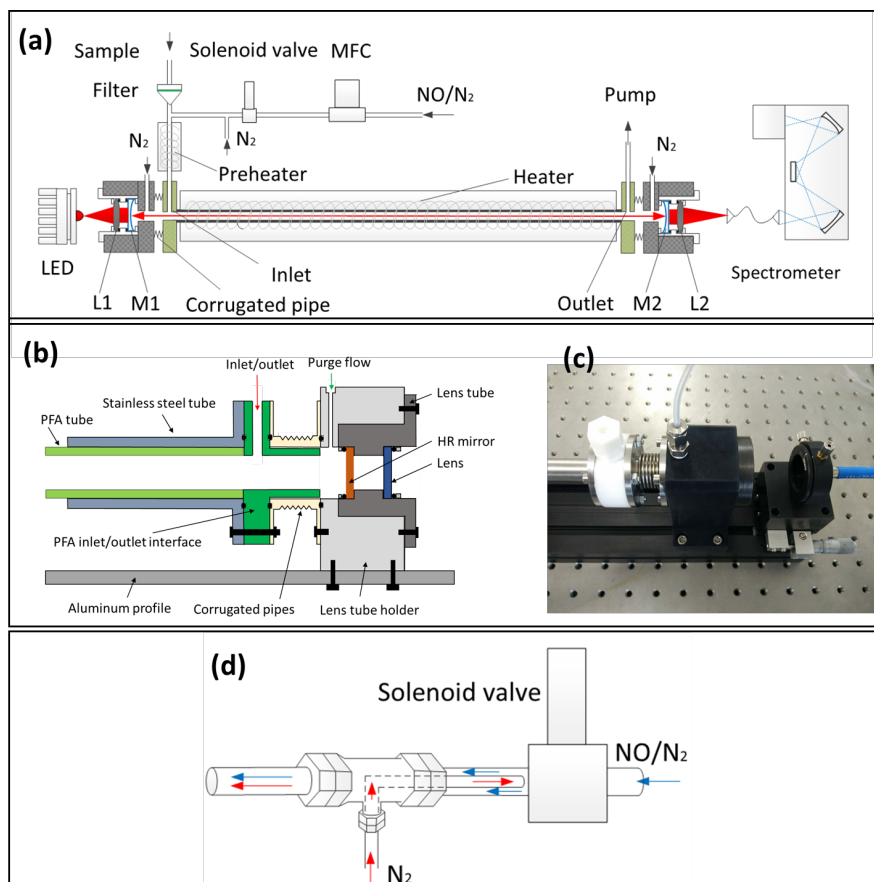 (a)
Sample
Solenoid valve
MFC
Filter
NO/N2
Pump
N2
N2
N2
Preheater
Heater
LED
Inlet
Spectrometer
L1
M1
Corrugated pipe
Outlet
M2
L2
(b)
(c)
Inlet/outlet
Purge flow
Lens tube
Stainless steel tube
PFA tube
HR mirror
Lens
PFA inlet/outlet interface
Aluminum profile
Corrugated pipes
Lens tube holder
(d)
Solenoid valve
NO/N2
N2